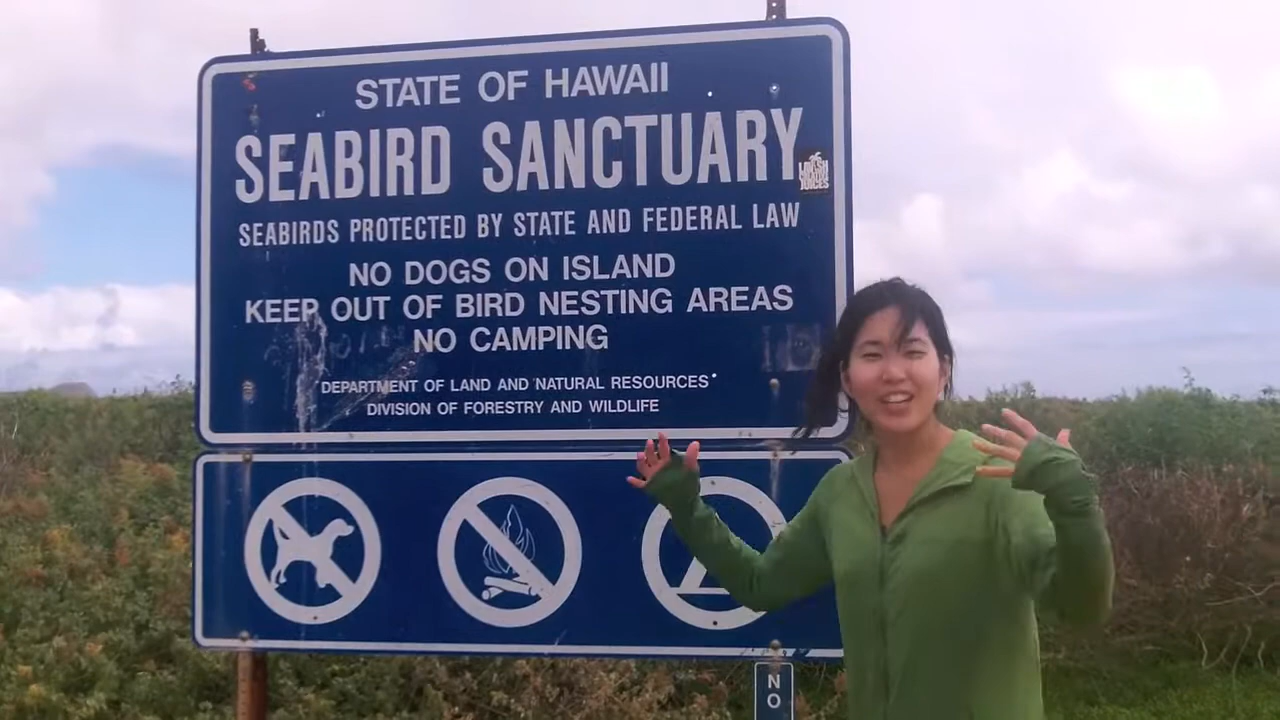 STATE OF HAWAII
SEABIRD SANCTUARY
SEABIRDS PROTECTED BY STATE AND FEDERAL LAW
NO DOGS ON ISLAND
KEEP OUT OF BIRD NESTING AREAS
NO CAMPING
DEPARTMENT OF LAND AND NATURAL RESOURCES
DIVISION OF FORESTRY AND WILDLIFE
NO